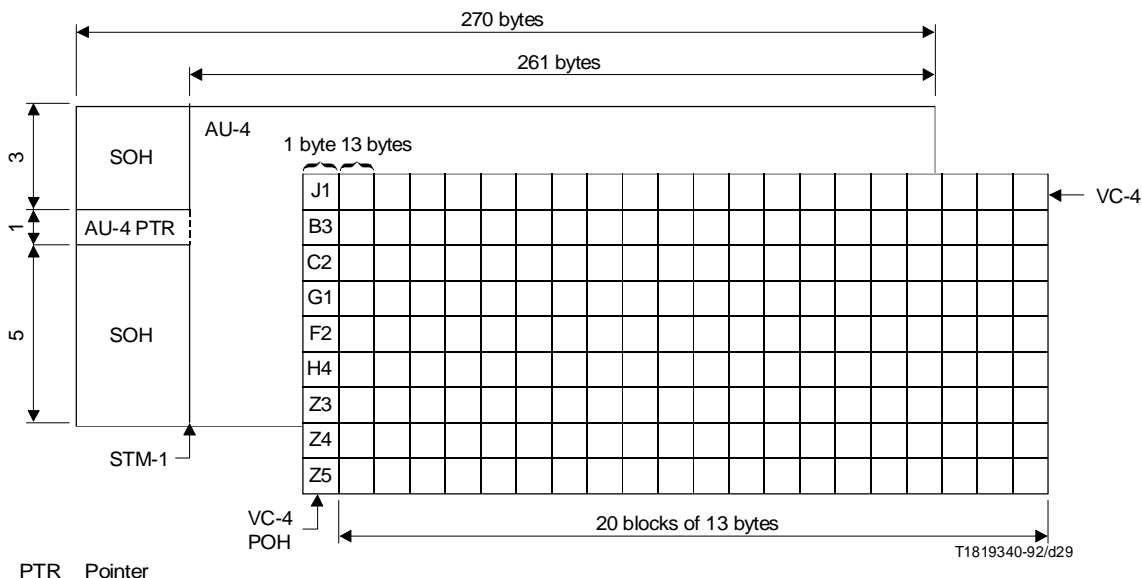 270 bytes
261 bytes
AU-4
1 byte 13 bytes
3
SOH
J1
VC-4
1
AU-4 PTR
B3
C2
G1
5
SOH
F2
H4
Z3
Z4
STM-1
Z5
VC-4
POH
20 blocks of 13 bytes
T1819340-92/d29
PTR Pointer